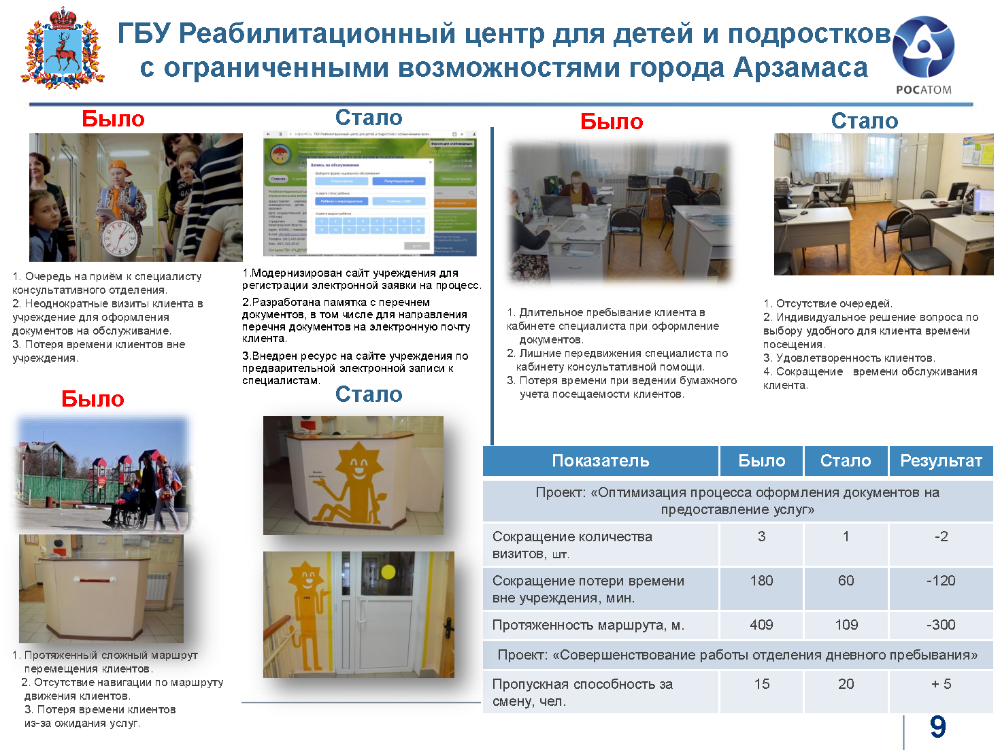 ГБУ Реабилитационный центр для детей и подростков
с ограниченными возможностями города Арзамаса
РОСАТОМ
Было
Стало
Запись на обслуживание
Версия для слабовидящих
1. Очередь на приём к специалисту
консультативного отделения.
2. Неоднократные визиты клиента в
учреждение для оформления
документов на обслуживание.
3. Потеря времени клиентов вне
учреждения.
1.Модернизирован сайт учреждения для
регистрации электронной заявки на процесс.
2.Разработана памятка с перечнем
документов, в том числе для направления
перечня документов на электронную почту
клиента.
3.Внедрен ресурс на сайте учреждения по
предварительной электронной записи к
специалистам.
Было
Стало
1. Протяженный сложный маршрут
перемещения клиентов.
2. Отсутствие навигации по маршруту
движения клиентов.
3. Потеря времени клиентов
из-за ожидания услуг.
Было
Стало
1. Длительное пребывание клиента в
кабинете специалиста при оформление
документов.
2. Лишние передвижения специалиста по
кабинету консультативной помощи.
3. Потеря времени при ведении бумажного
учета посещаемости клиентов.
1. Отсутствие очередей.
2. Индивидуальное решение вопроса по
выбору удобного для клиента времени
посещения.
3. Удовлетворенность клиентов.
4. Сокращение времени обслуживания
клиента.
Показатель Было Стало Результат
Проект: «Оптимизация процесса оформления документов на
предоставление услуг»
Сокращение количества 3 1 -2
визитов, шт.
Сокращение потери времени 180 60 -120
вне учреждения, мин.
Протяженность маршрута, м. 409 109 -300
Проект: «Совершенствование работы отделения дневного пребывания»
Пропускная способность за 15 20 + 5
смену, чел.
9